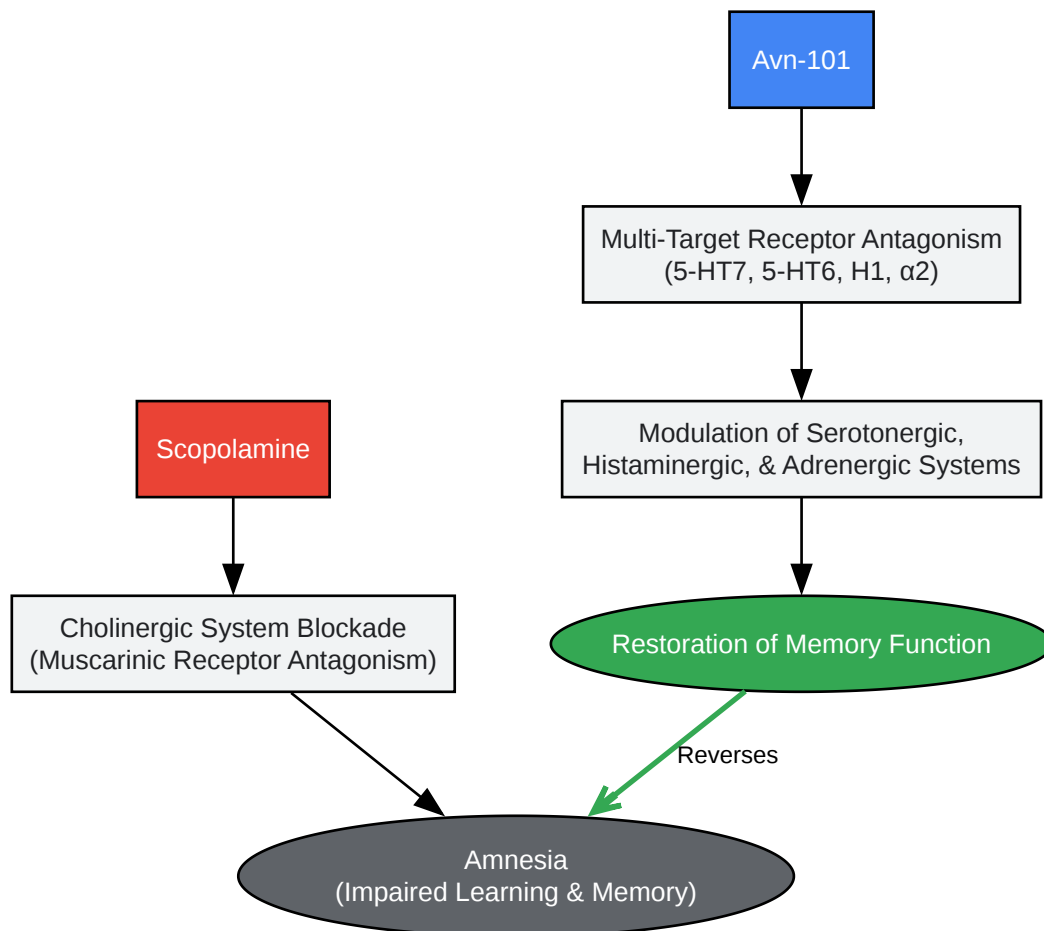 Avn-101
Multi-Target Receptor Antagonism
(5-HT7, 5-HT6, H1, α2)
Modulation of Serotonergic,
Histaminergic, & Adrenergic Systems
Scopolamine
Cholinergic System Blockade
(Muscarinic Receptor Antagonism)
Restoration of Memory Function
Reverses
Amnesia
(Impaired Learning & Memory)